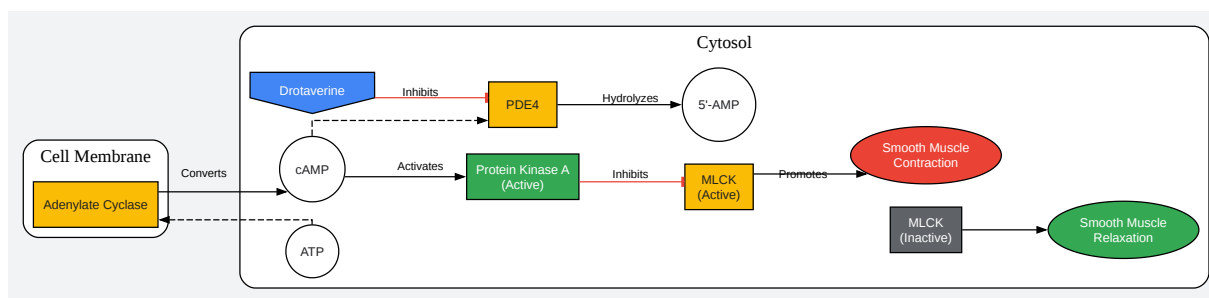 Cytosol
Drotaverine
Inhibits
PDE4
Hydrolyzes
5'-AMP
Cell Membrane
Adenylate Cyclase
Converts
cAMP
Activates
Protein Kinase A
(Active)
Inhibits
MLCK
(Active)
Promotes
Smooth Muscle
Contraction
ATP
MLCK
(Inactive)
Smooth Muscle
Relaxation